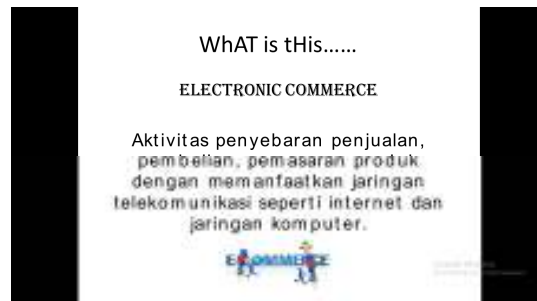 WhAT is tHis......
ELECTRONIC COMMERCE
Aktivitas penyebaran penjualan,
pembelian, pemasaran produk
dengan memanfaatkan jaringan
telekomunikasi seperti internet dan
jaringan komputer.
E-COMMERCE